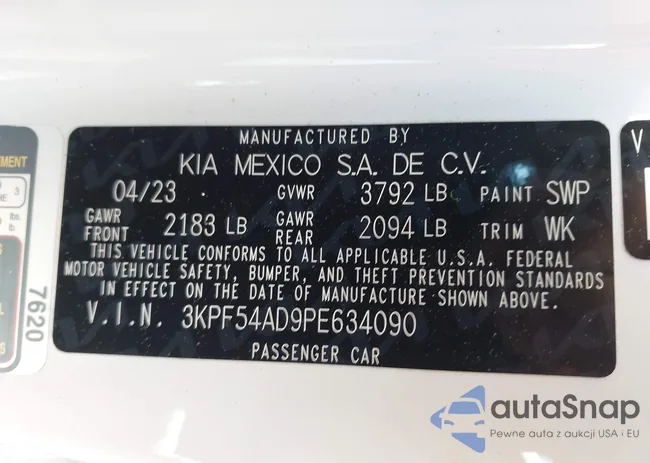 MANUFACTURED BY
KIA MEXICO S.A. DE C.V.
04/23 GVWR 3792 LB PAINT SWP
GAWR FRONT 2183 LB GAWR REAR 2094 LB TRIM WK
THIS VEHICLE CONFORMS TO ALL APPLICABLE U.S.A. FEDERAL
MOTOR VEHICLE SAFETY, BUMPER, AND THEFT PREVENTION STANDARDS
IN EFFECT ON THE DATE OF MANUFACTURE SHOWN ABOVE.
V.I.N. 3KPF54AD9PE634090
PASSENGER CAR
7620
3
lbs.
V
autaSnap
Pewne auta z aukcji USA i EU